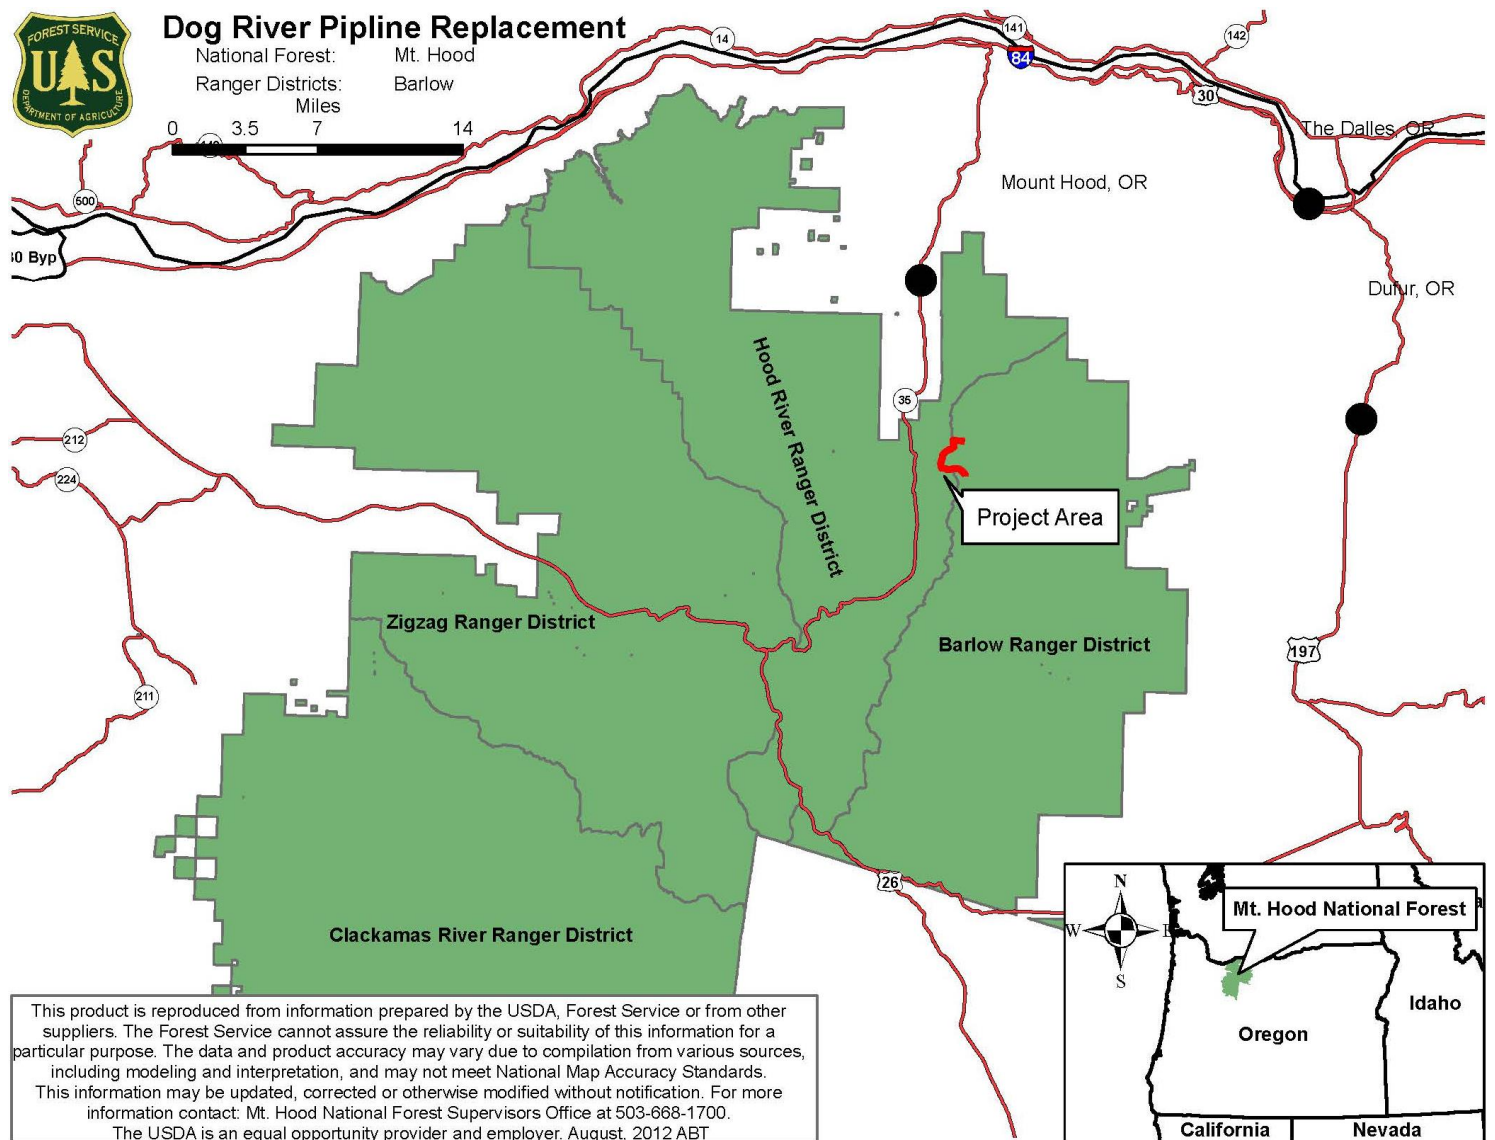 FOREST SERVICE
US
DEPARTMENT OF AGRICULTURE
Dog River Pipline Replacement
National Forest: Mt. Hood
Ranger Districts: Barlow
Miles
0 3.5 7 14
14
141
84
142
30
The Dalles, OR
Mount Hood, OR
500
Byp
Dufur, OR
35
212
224
Hood River Ranger District
Project Area
Zigzag Ranger District
Barlow Ranger District
197
211
26
Clackamas River Ranger District
N
W
S
Mt. Hood National Forest
Idaho
Oregon
California
Nevada
This product is reproduced from information prepared by the USDA, Forest Service or from other
suppliers. The Forest Service cannot assure the reliability or suitability of this information for a
particular purpose. The data and product accuracy may vary due to compilation from various sources,
including modeling and interpretation, and may not meet National Map Accuracy Standards.
This information may be updated, corrected or otherwise modified without notification. For more
information contact: Mt. Hood National Forest Supervisors Office at 503-668-1700.
The USDA is an equal opportunity provider and employer. August, 2012 ABT